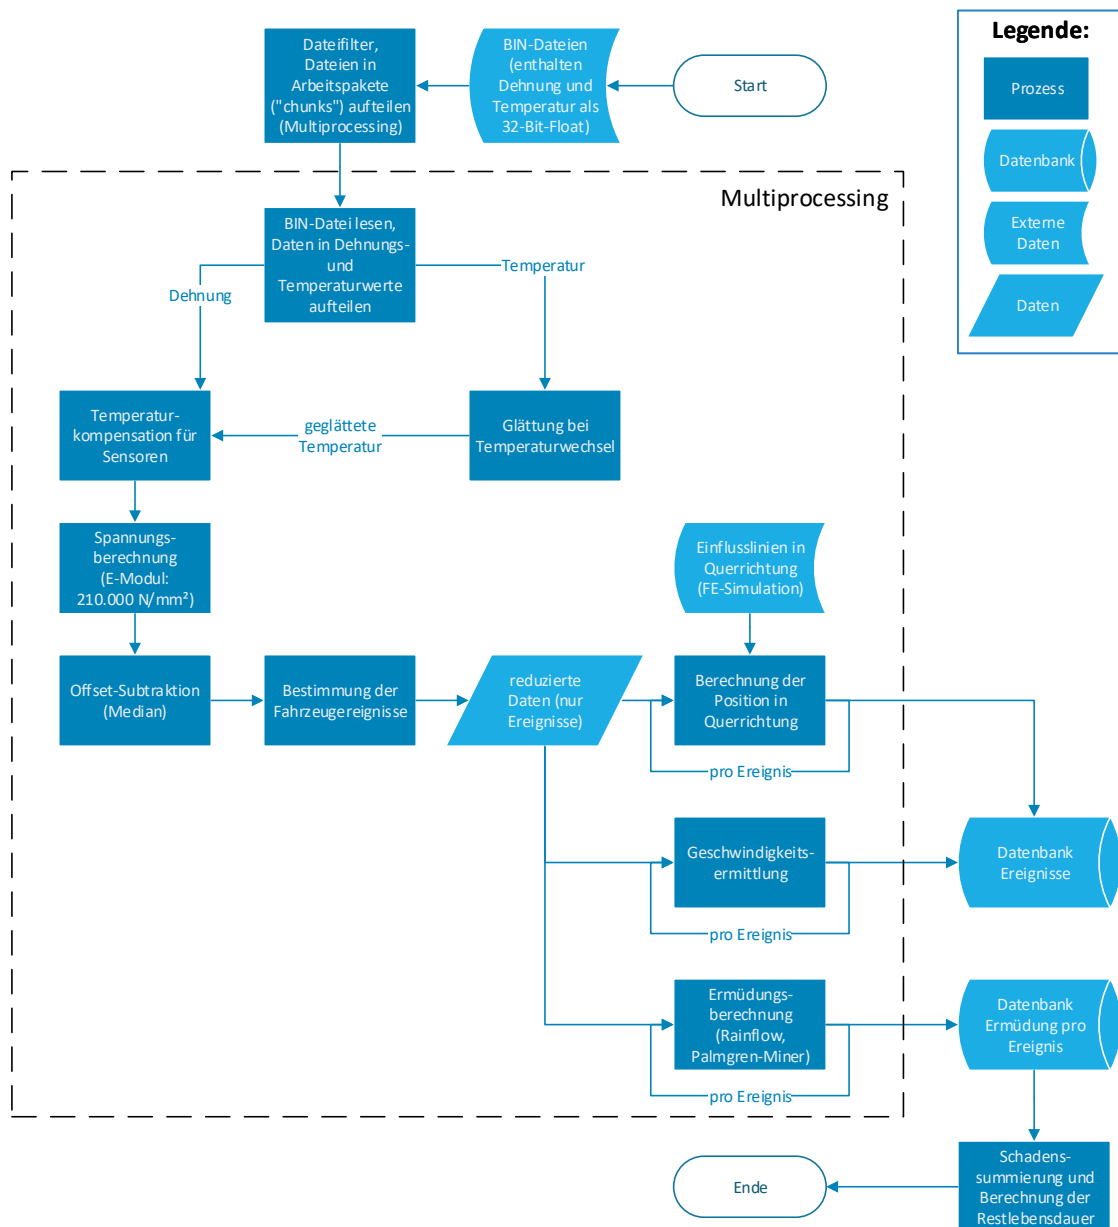 Legende:
Prozess
Datenbank
Externe
Daten
Daten
Start
BIN-Dateien
(enthalten
Dehnung und
Temperatur als
32-Bit-Float)
Dateifilter,
Dateien in
Arbeitspakete
("chunks") aufteilen
(Multiprocessing)
Multiprocessing
BIN-Datei lesen,
Daten in Dehnungs-
und
Temperaturwerte
aufteilen
Dehnung
Temperatur
Temperatur-
kompensation für
Sensoren
geglättete
Temperatur
Glättung bei
Temperaturwechsel
Spannungs-
berechnung
(E-Modul:
210.000 N/mm²)
Einflusslinien in
Querrichtung
(FE-Simulation)
Offset-Subtraktion
(Median)
Bestimmung der
Fahrzeugereignisse
reduzierte
Daten (nur
Ereignisse)
Berechnung der
Position in
Querrichtung
pro Ereignis
Geschwindigkeits-
ermittlung
pro Ereignis
Datenbank
Ereignisse
Ermüdungs-
berechnung
(Rainflow,
Palmgren-Miner)
pro Ereignis
Datenbank
Ermüdung pro
Ereignis
Schadens-
summierung und
Berechnung der
Restlebensdauer
Ende